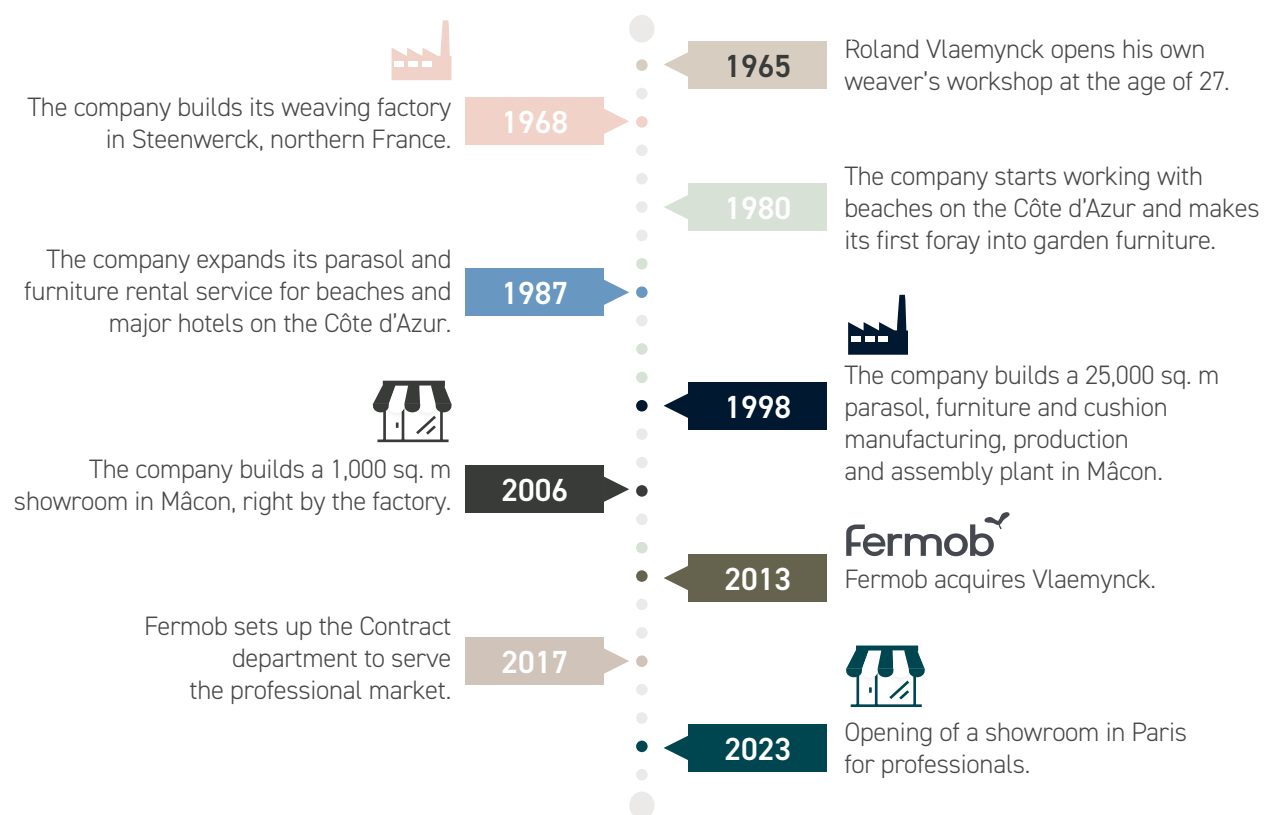 1965
Roland Vlaemynck opens his own
weaver's workshop at the age of 27.
The company builds its weaving factory
in Steenwerck, northern France.
1968
1980
The company starts working with
beaches on the Côte d'Azur and makes
its first foray into garden furniture.
The company expands its parasol and
furniture rental service for beaches and
major hotels on the Côte d'Azur.
1987
1998
The company builds a 25,000 sq. m
parasol, furniture and cushion
manufacturing, production
and assembly plant in Mâcon.
The company builds a 1,000 sq. m
showroom in Mâcon, right by the factory.
2006
Fermob
2013
Fermob acquires Vlaemynck.
Fermob sets up the Contract
department to serve
the professional market.
2017
2023
Opening of a showroom in Paris
for professionals.